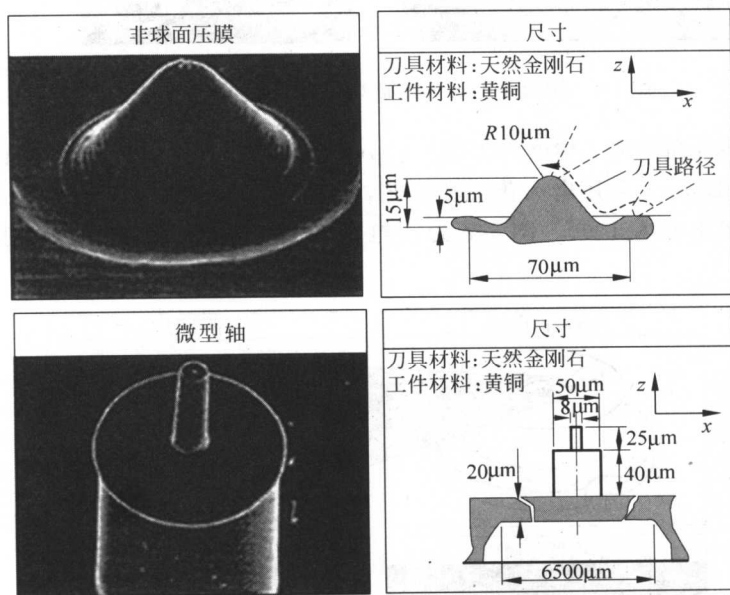 非球面压膜
尺寸
刀具材料:天然金刚石
工件材料:黄铜
z
x
R10μm
刀具路径
5μm
15μm
70μm
微型轴
尺寸
刀具材料:天然金刚石
工件材料:黄铜
50μm
8μm
z
x
25μm
20μm
40μm
6500μm